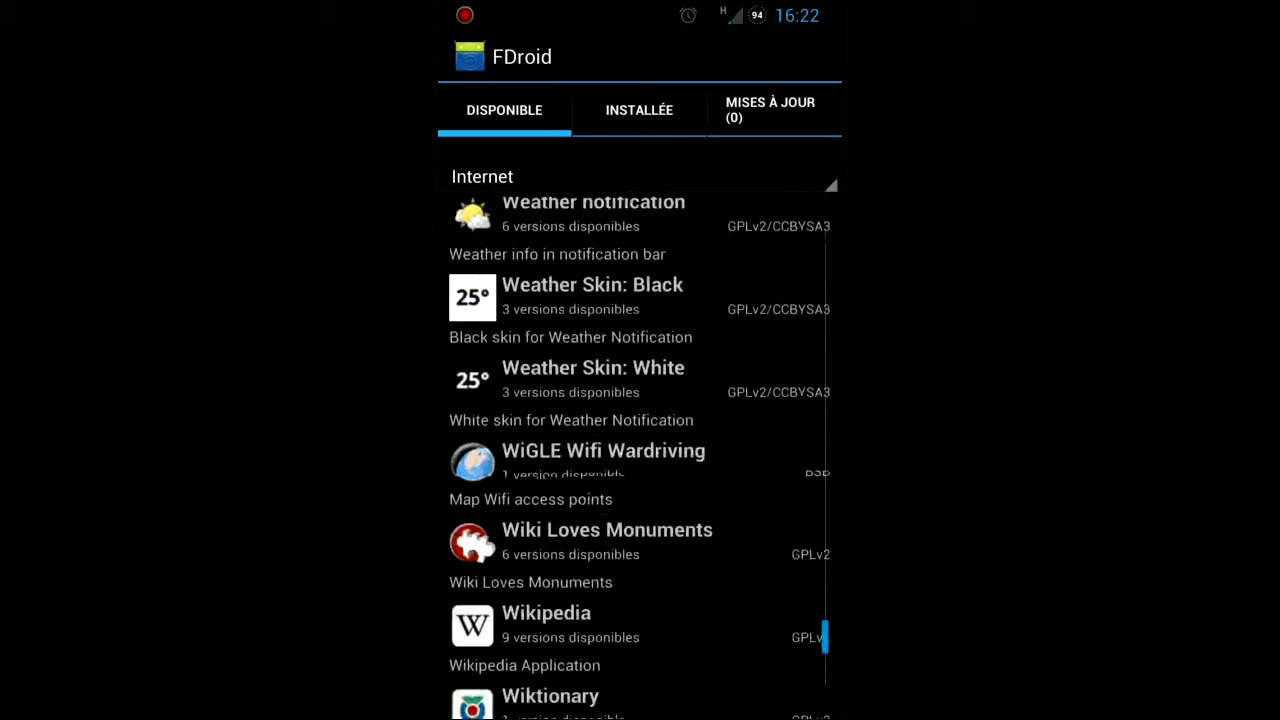 H 94 16:22
FDroid
DISPONIBLE INSTALLÉE MISES À JOUR
(0)
Internet
Weather notification
6 versions disponibles GPLv2/CCBYSA3
Weather info in notification bar
25° Weather Skin: Black
3 versions disponibles GPLv2/CCBYSA3
Black skin for Weather Notification
25° Weather Skin: White
3 versions disponibles GPLv2/CCBYSA3
White skin for Weather Notification
WiGLE Wifi Wardriving
1 version disponible
Map Wifi access points
Wiki Loves Monuments
6 versions disponibles GPLv2
Wiki Loves Monuments
W Wikipedia
9 versions disponibles
Wikipedia Application
Wiktionary